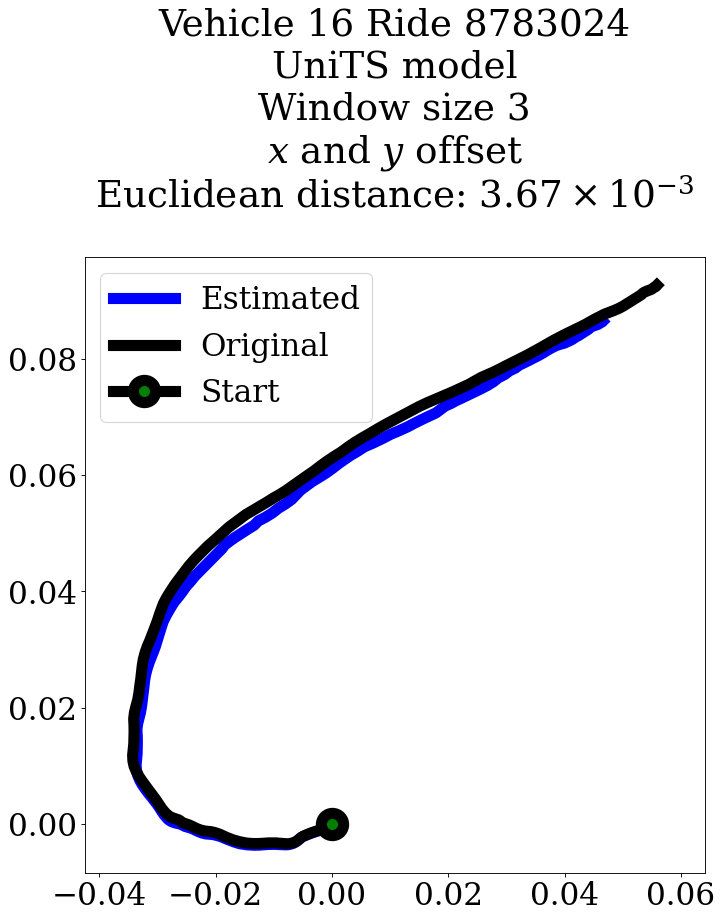 Vehicle 16 Ride 8783024
UniTS model
Window size 3
x and y offset
Euclidean distance: 3.67 × 10⁻³
Estimated
Original
Start
0.08
0.06
0.04
0.02
0.00
−0.04 −0.02 0.00 0.02 0.04 0.06